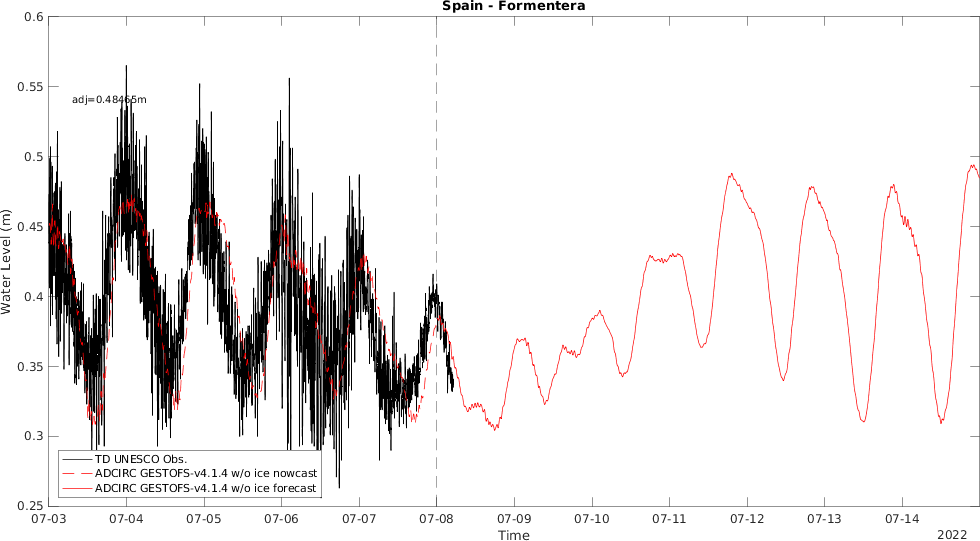 Spain - Formentera
Water Level (m)
0.6
0.55
0.5
0.45
0.4
0.35
0.3
0.25
adj=0.48465m
TD UNESCO Obs.
ADCIRC GESTOFS-v4.1.4 w/o ice nowcast
ADCIRC GESTOFS-v4.1.4 w/o ice forecast
07-03 07-04 07-05 07-06 07-07 07-08 07-09 07-10 07-11 07-12 07-13 07-14
Time
2022